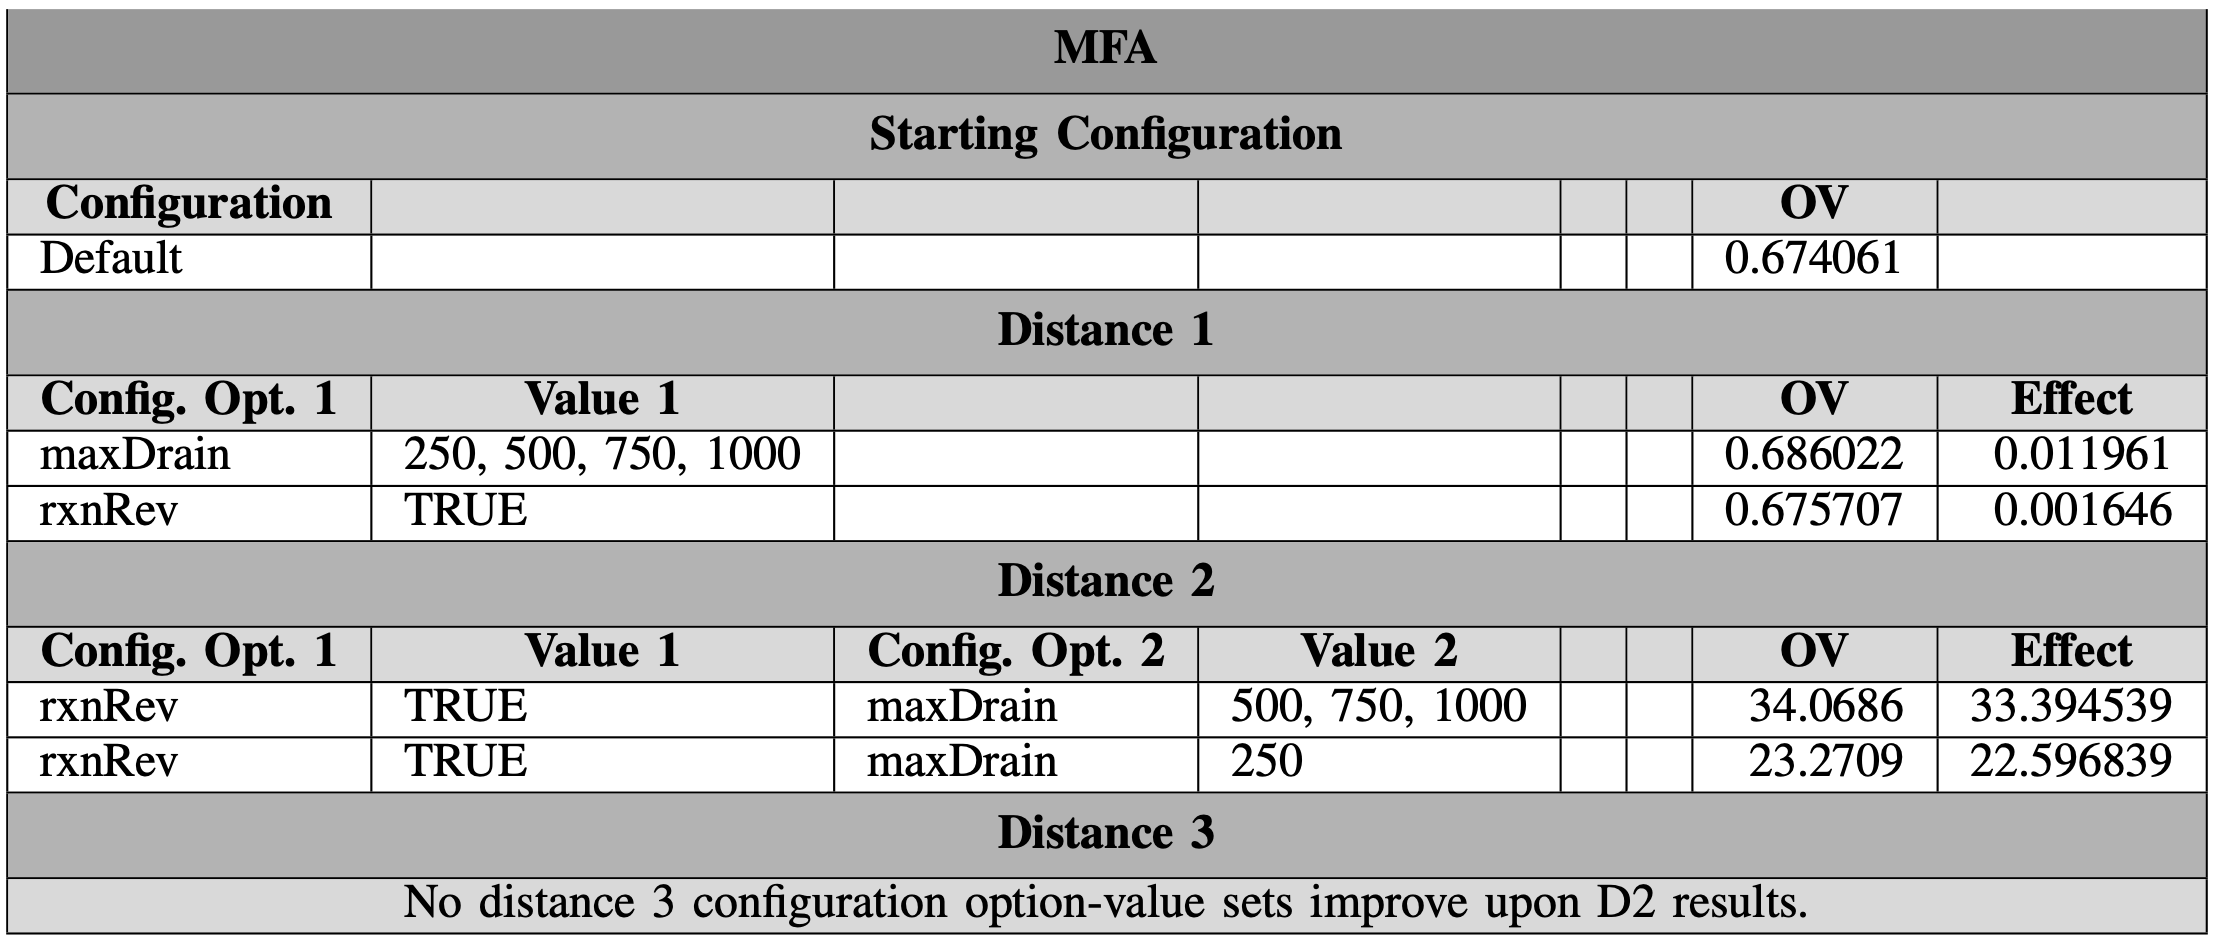 MFA
Starting Configuration
Configuration OV
Default 0.674061
Distance 1
Config. Opt. 1 Value 1 OV Effect
maxDrain 250, 500, 750, 1000 0.686022 0.011961
rxnRev TRUE 0.675707 0.001646
Distance 2
Config. Opt. 1 Value 1 Config. Opt. 2 Value 2 OV Effect
rxnRev TRUE maxDrain 500, 750, 1000 34.0686 33.394539
rxnRev TRUE maxDrain 250 23.2709 22.596839
Distance 3
No distance 3 configuration option-value sets improve upon D2 results.